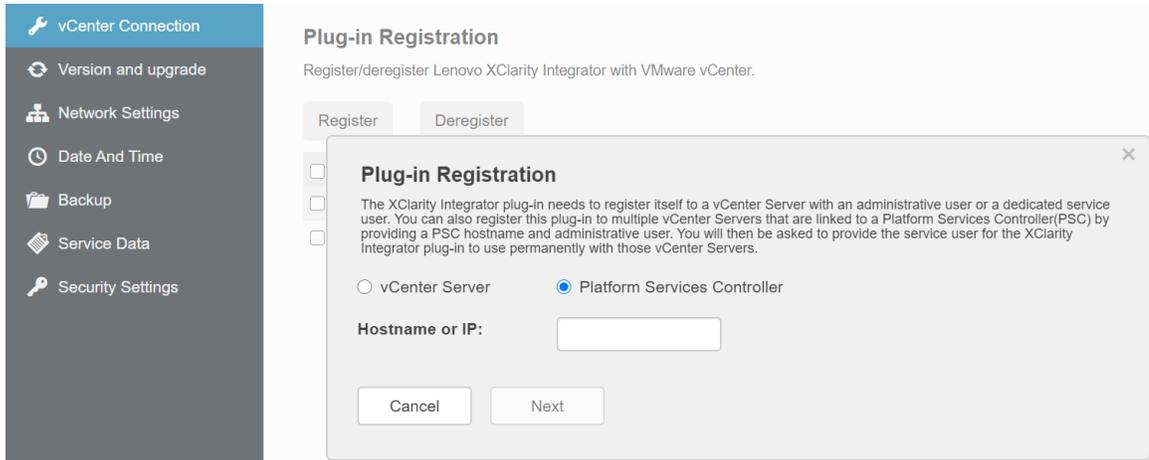 vCenter Connection
Version and upgrade
Network Settings
Date And Time
Backup
Service Data
Security Settings
Plug-in Registration
Register/deregister Lenovo XClarity Integrator with VMware vCenter.
Register Deregister
Plug-in Registration
The XClarity Integrator plug-in needs to register itself to a vCenter Server with an administrative user or a dedicated service
user. You can also register this plug-in to multiple vCenter Servers that are linked to a Platform Services Controller(PSC) by
providing a PSC hostname and administrative user. You will then be asked to provide the service user for the XClarity
Integrator plug-in to use permanently with those vCenter Servers.
vCenter Server Platform Services Controller
Hostname or IP:
Cancel Next